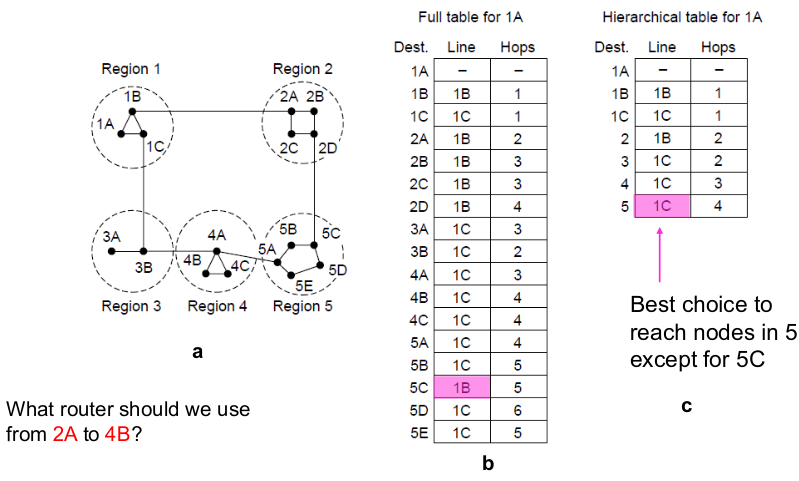 Full table for 1A
Hierarchical table for 1A
Dest. Line Hops
Dest. Line Hops
Region 1
Region 2
1B
2A 2B
1A
1C
2C 2D
3A
3B
4A
4B 4C
5B 5C
5A
5D
5E
Region 3
Region 4
Region 5
a
What router should we use
from 2A to 4B?
1A – –
1B 1B 1
1C 1C 1
2A 1B 2
2B 1B 3
2C 1B 3
2D 1B 4
3A 1C 3
3B 1C 2
4A 1C 3
4B 1C 4
4C 1C 4
5A 1C 4
5B 1C 5
5C 1B 5
5D 1C 6
5E 1C 5
b
1A – –
1B 1B 1
1C 1C 1
2 1B 2
3 1C 2
4 1C 3
5 1C 4
Best choice to
reach nodes in 5
except for 5C
c